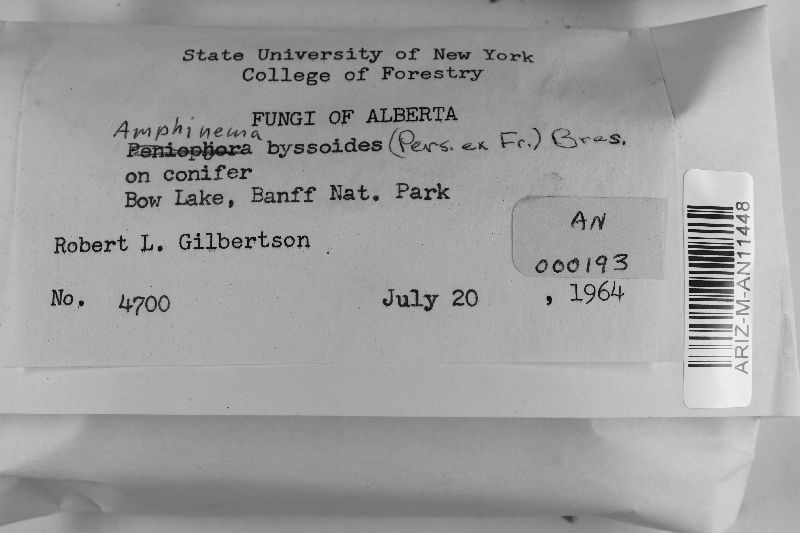 State University of New York
College of Forestry
FUNGI OF ALBERTA
Amphinema
Peniophora byssoides (Pers. ex Fr.) Bres.
on conifer
Bow Lake, Banff Nat. Park
AN
000193
Robert L. Gilbertson
No. 4700 July 20, 1964
ARIZ-M-AN11448